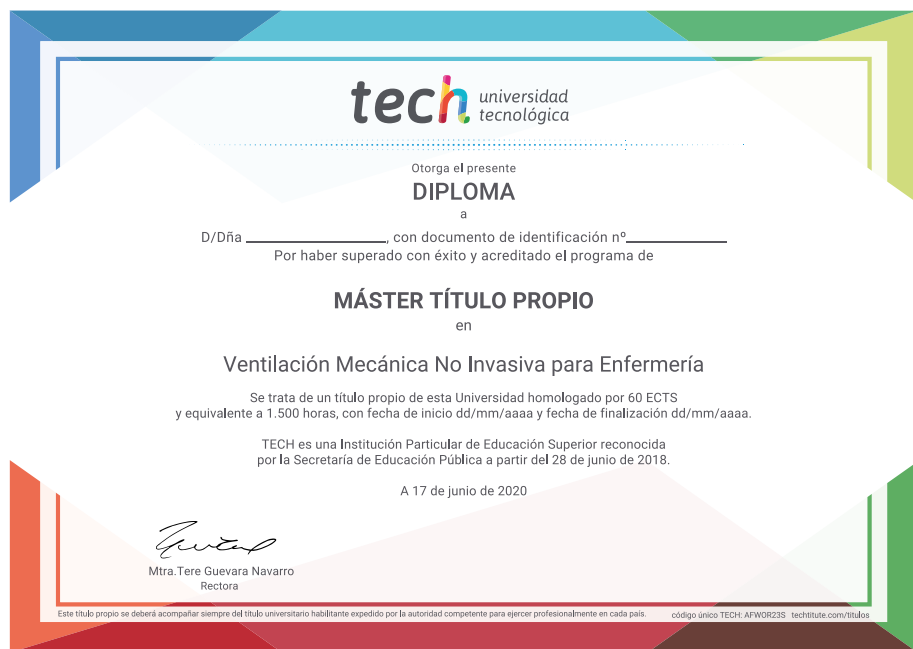 tech universidad
tecnológica
Otorga el presente
DIPLOMA
a
D/Dña ________________, con documento de identificación nº____________
Por haber superado con éxito y acreditado el programa de
MÁSTER TÍTULO PROPIO
en
Ventilación Mecánica No Invasiva para Enfermería
Se trata de un título propio de esta Universidad homologado por 60 ECTS
y equivalente a 1.500 horas, con fecha de inicio dd/mm/aaaa y fecha de finalización dd/mm/aaaa.
TECH es una Institución Particular de Educación Superior reconocida
por la Secretaría de Educación Pública a partir del 28 de junio de 2018.
A 17 de junio de 2020
Mtra.Tere Guevara Navarro
Rectora
Este título propio se deberá acompañar siempre del título universitario habilitante expedido por la autoridad competente para ejercer profesionalmente en cada país. código único TECH: AFWOR23S techtitute.com/titulos